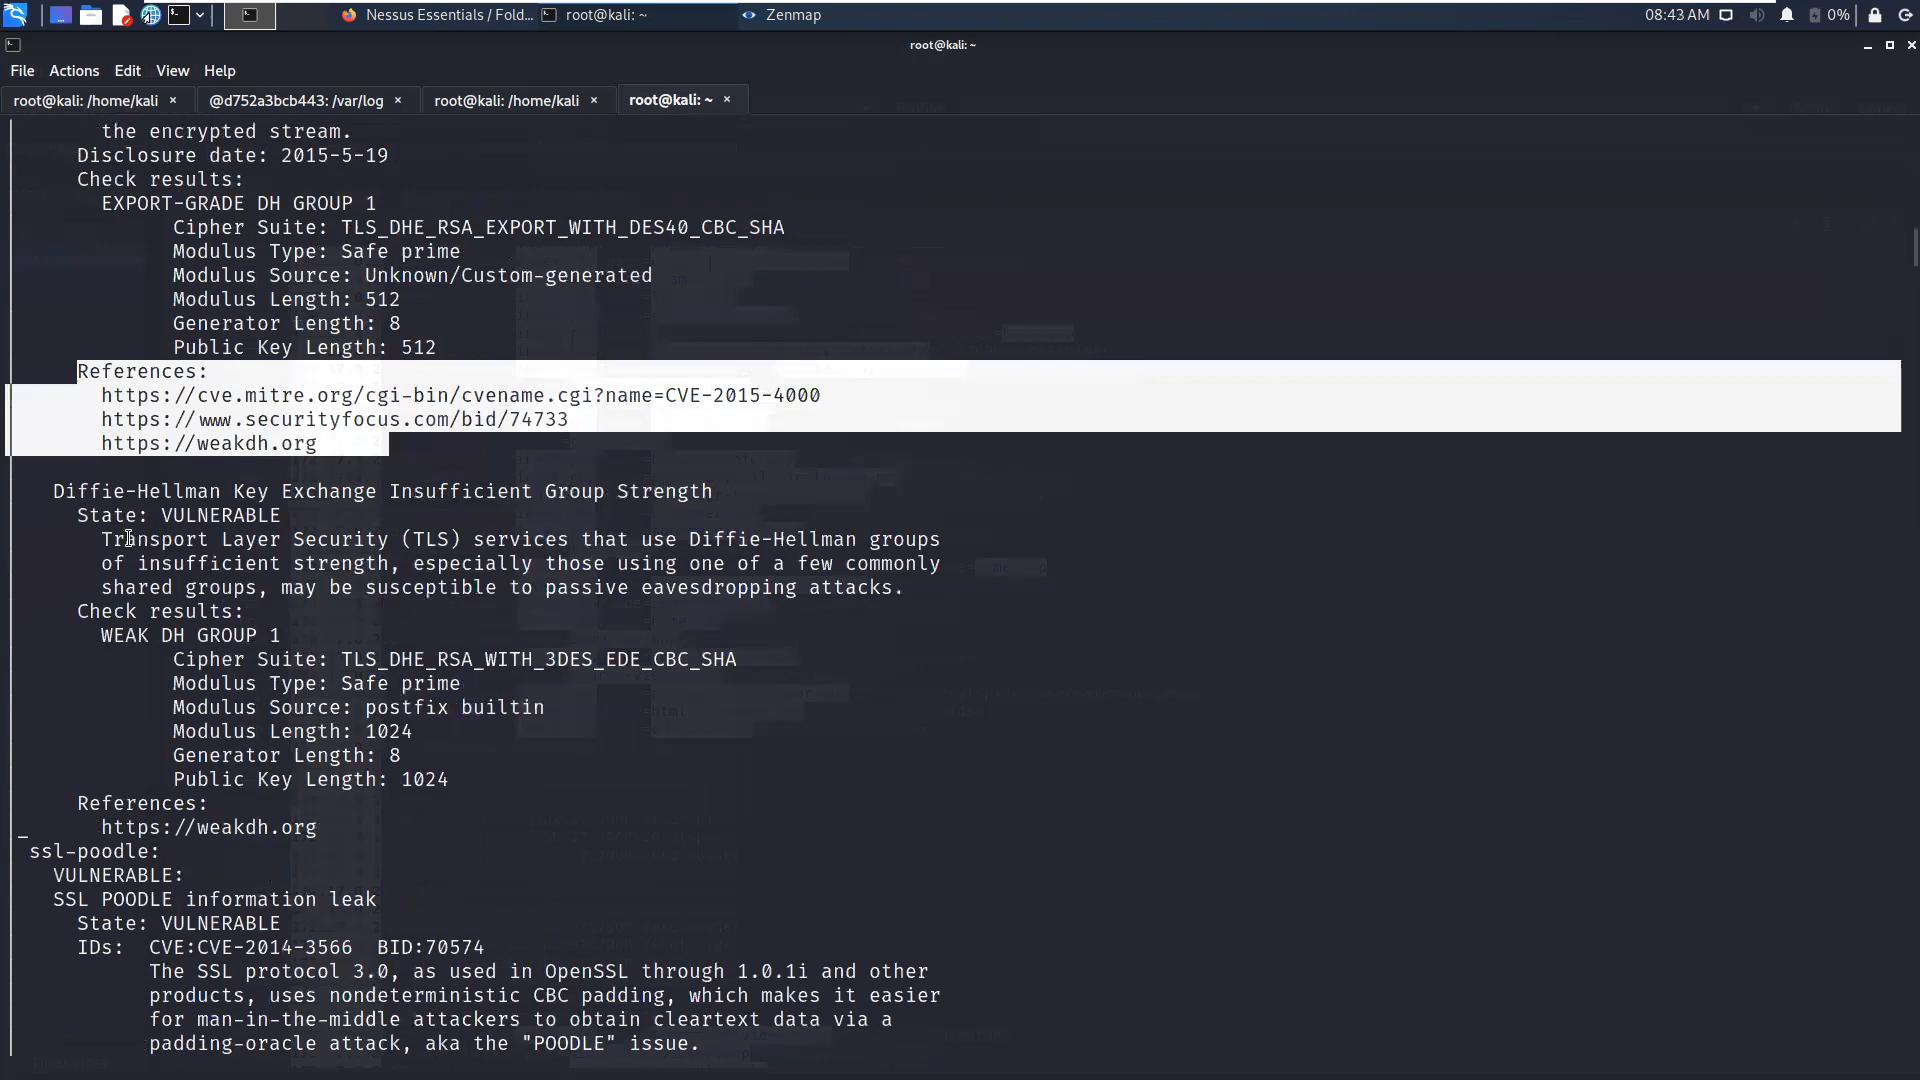 Nessus Essentials / Fold...
root@kali: ~
Zenmap
08:43 AM
0%
root@kali: ~
File Actions Edit View Help
root@kali: /home/kali ×
@d752a3bcb443: /var/log ×
root@kali: /home/kali ×
root@kali: ~ ×
the encrypted stream.
Disclosure date: 2015-5-19
Check results:
EXPORT-GRADE DH GROUP 1
Cipher Suite: TLS_DHE_RSA_EXPORT_WITH_DES40_CBC_SHA
Modulus Type: Safe prime
Modulus Source: Unknown/Custom-generated
Modulus Length: 512
Generator Length: 8
Public Key Length: 512
References:
https://cve.mitre.org/cgi-bin/cvename.cgi?name=CVE-2015-4000
https://www.securityfocus.com/bid/74733
https://weakdh.org
Diffie-Hellman Key Exchange Insufficient Group Strength
State: VULNERABLE
Transport Layer Security (TLS) services that use Diffie-Hellman groups
of insufficient strength, especially those using one of a few commonly
shared groups, may be susceptible to passive eavesdropping attacks.
Check results:
WEAK DH GROUP 1
Cipher Suite: TLS_DHE_RSA_WITH_3DES_EDE_CBC_SHA
Modulus Type: Safe prime
Modulus Source: postfix builtin
Modulus Length: 1024
Generator Length: 8
Public Key Length: 1024
References:
https://weakdh.org
_
ssl-poodle:
VULNERABLE:
SSL POODLE information leak
State: VULNERABLE
IDs: CVE:CVE-2014-3566 BID:70574
The SSL protocol 3.0, as used in OpenSSL through 1.0.1i and other
products, uses nondeterministic CBC padding, which makes it easier
for man-in-the-middle attackers to obtain cleartext data via a
padding-oracle attack, aka the "POODLE" issue.